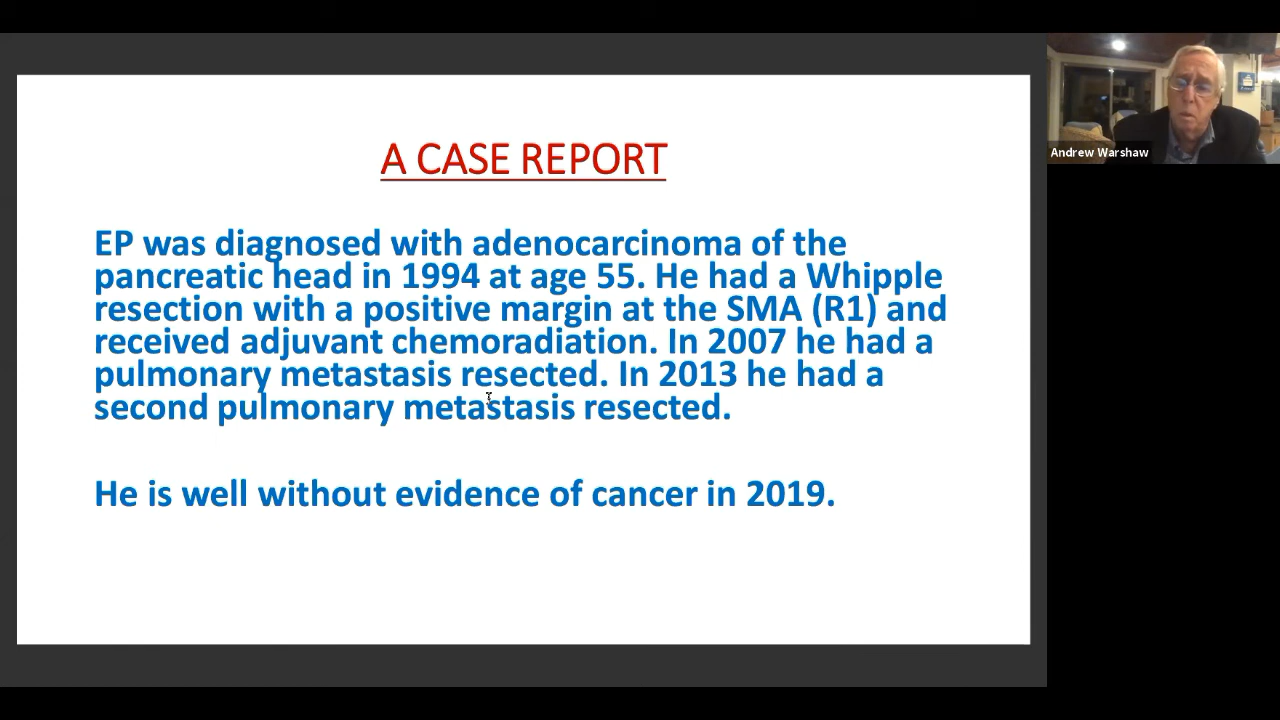 A CASE REPORT
EP was diagnosed with adenocarcinoma of the
pancreatic head in 1994 at age 55. He had a Whipple
resection with a positive margin at the SMA (R1) and
received adjuvant chemoradiation. In 2007 he had a
pulmonary metastasis resected. In 2013 he had a
second pulmonary metastasis resected.
He is well without evidence of cancer in 2019.
Andrew Warshaw